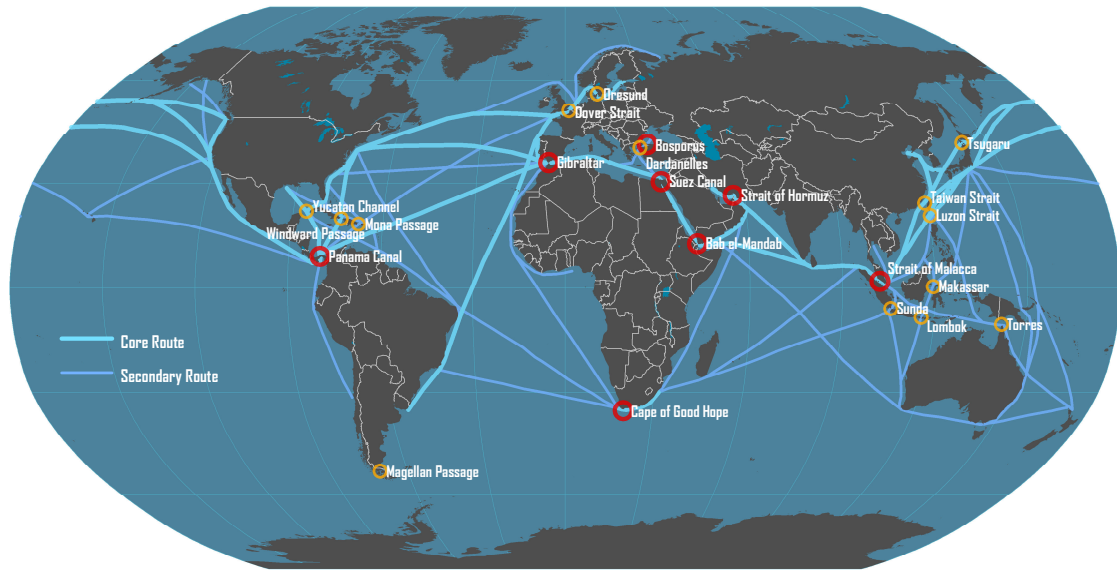 Oresund
Dover Strait
Bosporus
Tsugaru
Gibraltar
Dardanelles
Suez Canal
Strait of Hormuz
Taiwan Strait
Yucatan Channel
Luzon Strait
Mona Passage
Windward Passage
Bab el-Mandab
Panama Canal
Strait of Malacca
Makassar
Sunda
Lombok
Torres
Core Route
Secondary Route
Cape of Good Hope
Magellan Passage